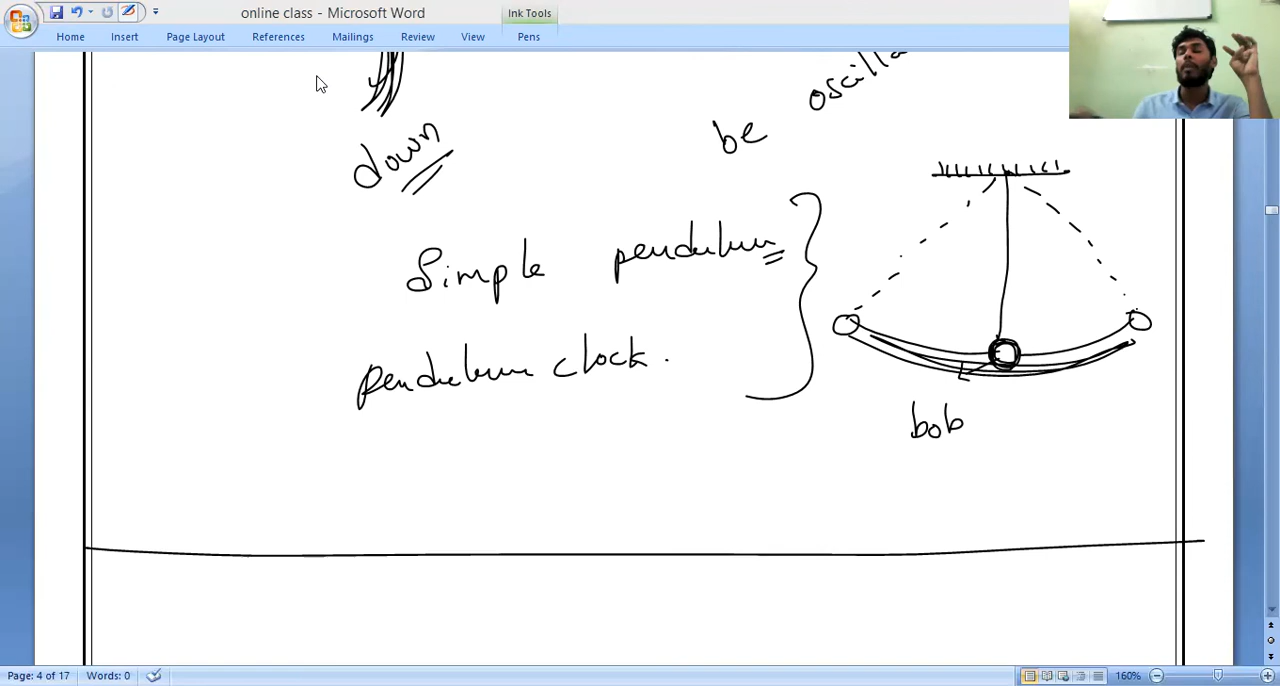 online class - Microsoft Word
Ink Tools
Home Insert Page Layout References Mailings Review View Pens
be oscilla
down
Simple pendulum
pendulum clock.
bob
Page: 4 of 17 Words: 0
160%